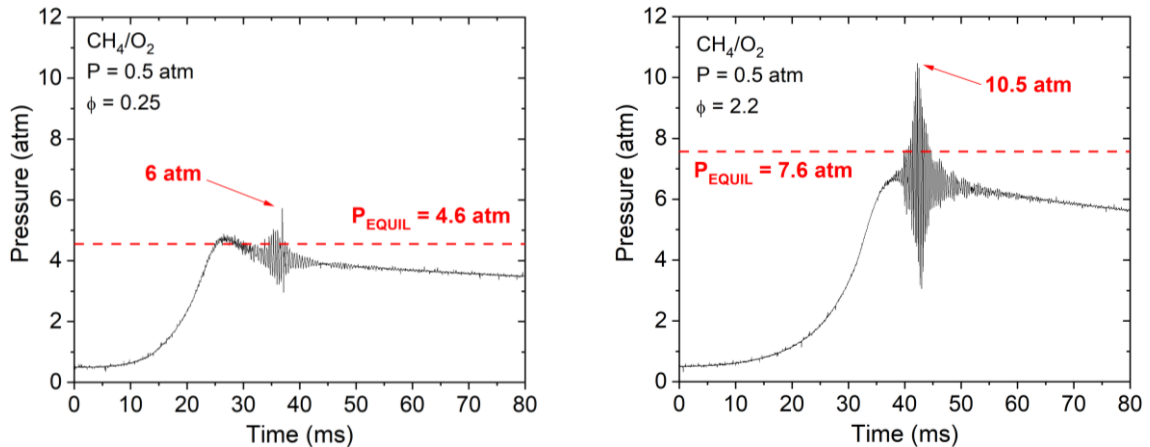 CH4/O2
P = 0.5 atm
ϕ = 0.25
6 atm
PEQUIL = 4.6 atm
Pressure (atm)
12
10
8
6
4
2
0
0 10 20 30 40 50 60 70 80
Time (ms)
CH4/O2
P = 0.5 atm
ϕ = 2.2
10.5 atm
PEQUIL = 7.6 atm
Pressure (atm)
12
10
8
6
4
2
0
0 10 20 30 40 50 60 70 80
Time (ms)